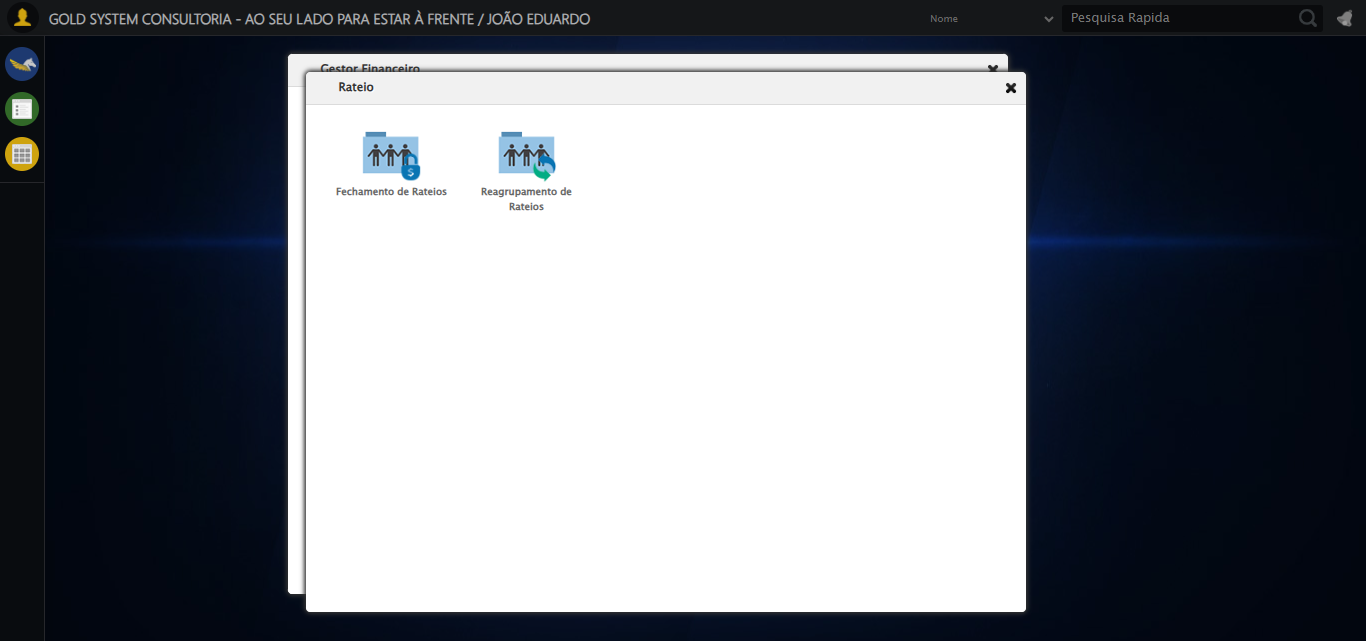 GOLD SYSTEM CONSULTORIA - AO SEU LADO PARA ESTAR À FRENTE / JOÃO EDUARDO
Nome
Pesquisa Rapida
Gestor Financeiro
Rateio
$
Fechamento de Rateios
Reagrupamento de
Rateios